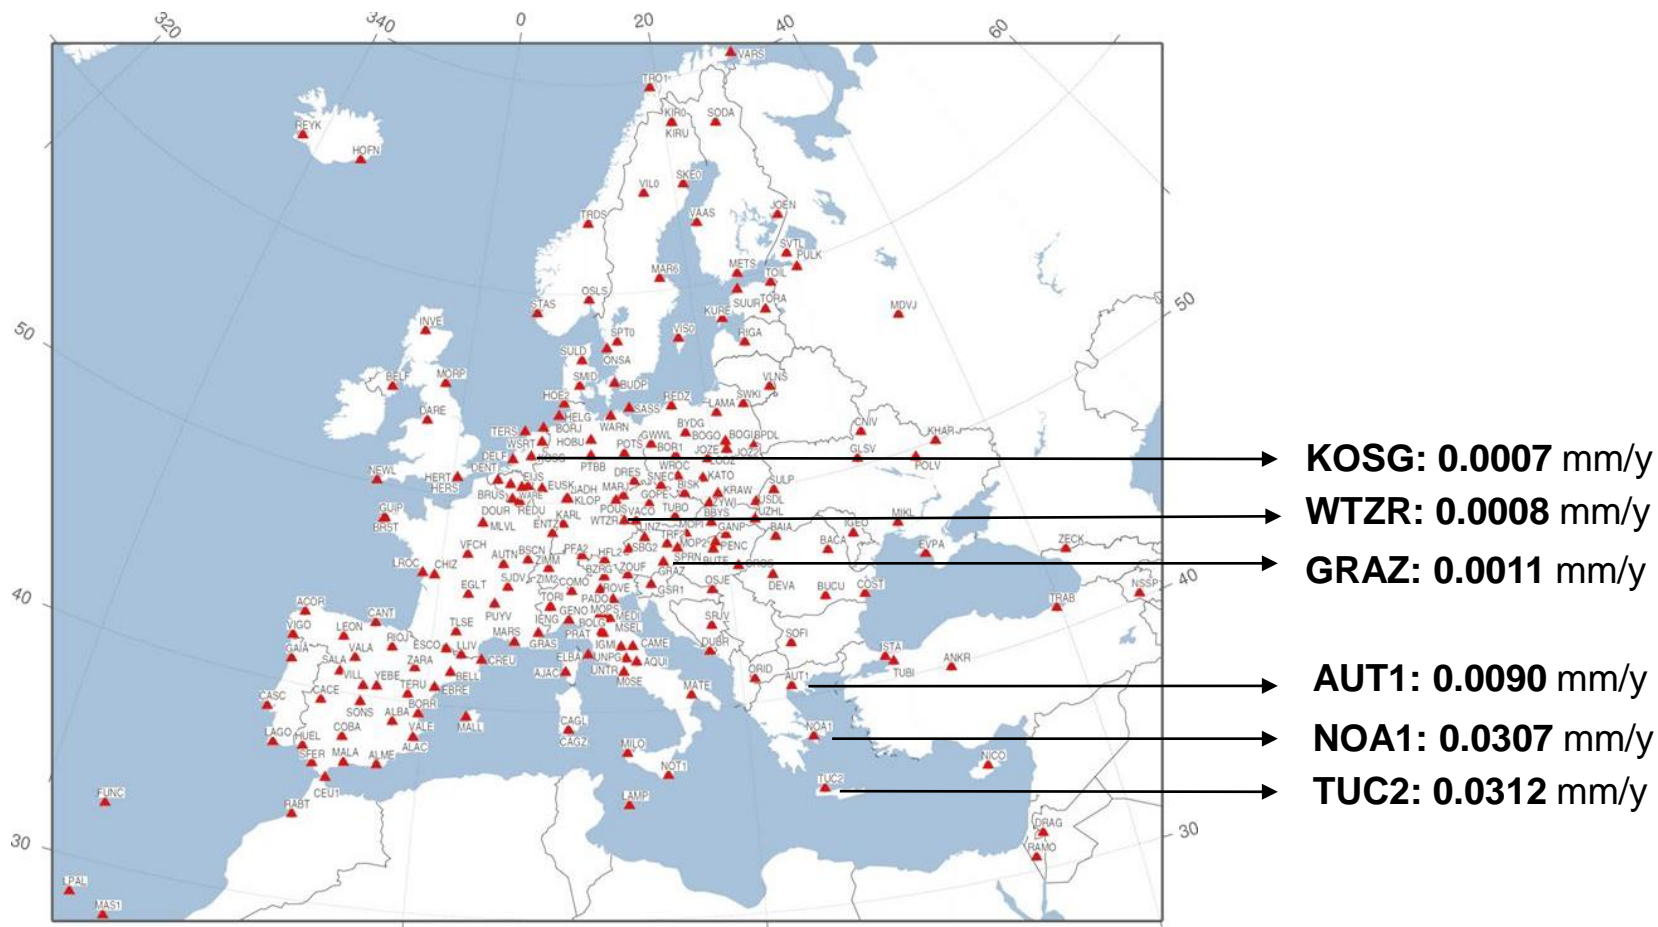 320
340
0
20
40
60
VARS
TRO1
KIR0
SODA
KIRU
REYK
HOFN
VIL0
SKE0
TRDS
VAAS
JOEN
SVTL
PULK
METS
TOIL
MAR6
OSLS
STAS
SUUR
TORA
KURE
MDVJ
50
50
INVE
SPT0
VIS0
RIGA
SULD
ONSA
BELF
MORP
SMID
BUDP
VLNS
HOE2
REDZ
SWKI
DARE
HELG
SASS
LAMA
TERS
BORJ
WARN
BYDG
CNIV
KHAR
WSRT
HOBU
POTS
GWWL
BOGO
BOGI
BPDL
DELF
BOR1
JOZE
GLSV
POLV
NEWL
HERT
DENT
PTBB
WROC
HERS
EIJS
DRES
SNEC
KATO
SULP
BRUS
WARE
EUSK
KLOP
MARJ
GOPE
BISK
KRAW
USDL
GUIP
DOUR
REDU
KARL
POUS
VACO
TUBO
ZYWI
UZHL
BRST
MLVL
ENTZ
WTZR
LINZ
MOPI
BBYS
GANP
BAIA
IGEO
MIKL
VFCH
AUTN
BSCN
PFA2
HFL2
SBG2
TRF2
MOP2
PENC
BACA
EVPA
ZECK
LROC
CHIZ
ZIMM
BZRG
ZOUF
GRAZ
SPRN
BUTE
OROS
40
40
EGLT
SJDV
ZIM2
COMO
ROVE
GSR1
OSJE
DEVA
BUCU
COST
NSSP
ACOR
CANT
PUYV
TORI
PADO
TRAB
VIGO
LEON
RIOJ
TLSE
MARS
IENG
GENO
MOPS
MEDI
SRJV
SOFI
GAIA
VALA
ESCO
LLIV
GRAS
PRAT
BOLG
MSEL
DUBR
ISTA
SALA
ZARA
CREU
ELBA
IGMI
CAME
TUBI
ANKR
VILL
YEBE
BELL
AJAC
UNPG
AQUI
ORID
AUT1
CASC
CACE
TERU
EBRE
UNTR
M0SE
MATE
SONS
ALBA
BORR
COBA
VALE
MALL
CAGL
NOA1
LAGO
HUEL
ALAC
CAGZ
MILO
NICO
SFER
MALA
ALME
NOT1
TUC2
FUNC
CEU1
LAMP
RABT
DRAG
30
30
RAMO
LPAL
MAS1
KOSG: 0.0007 mm/y
WTZR: 0.0008 mm/y
GRAZ: 0.0011 mm/y
AUT1: 0.0090 mm/y
NOA1: 0.0307 mm/y
TUC2: 0.0312 mm/y